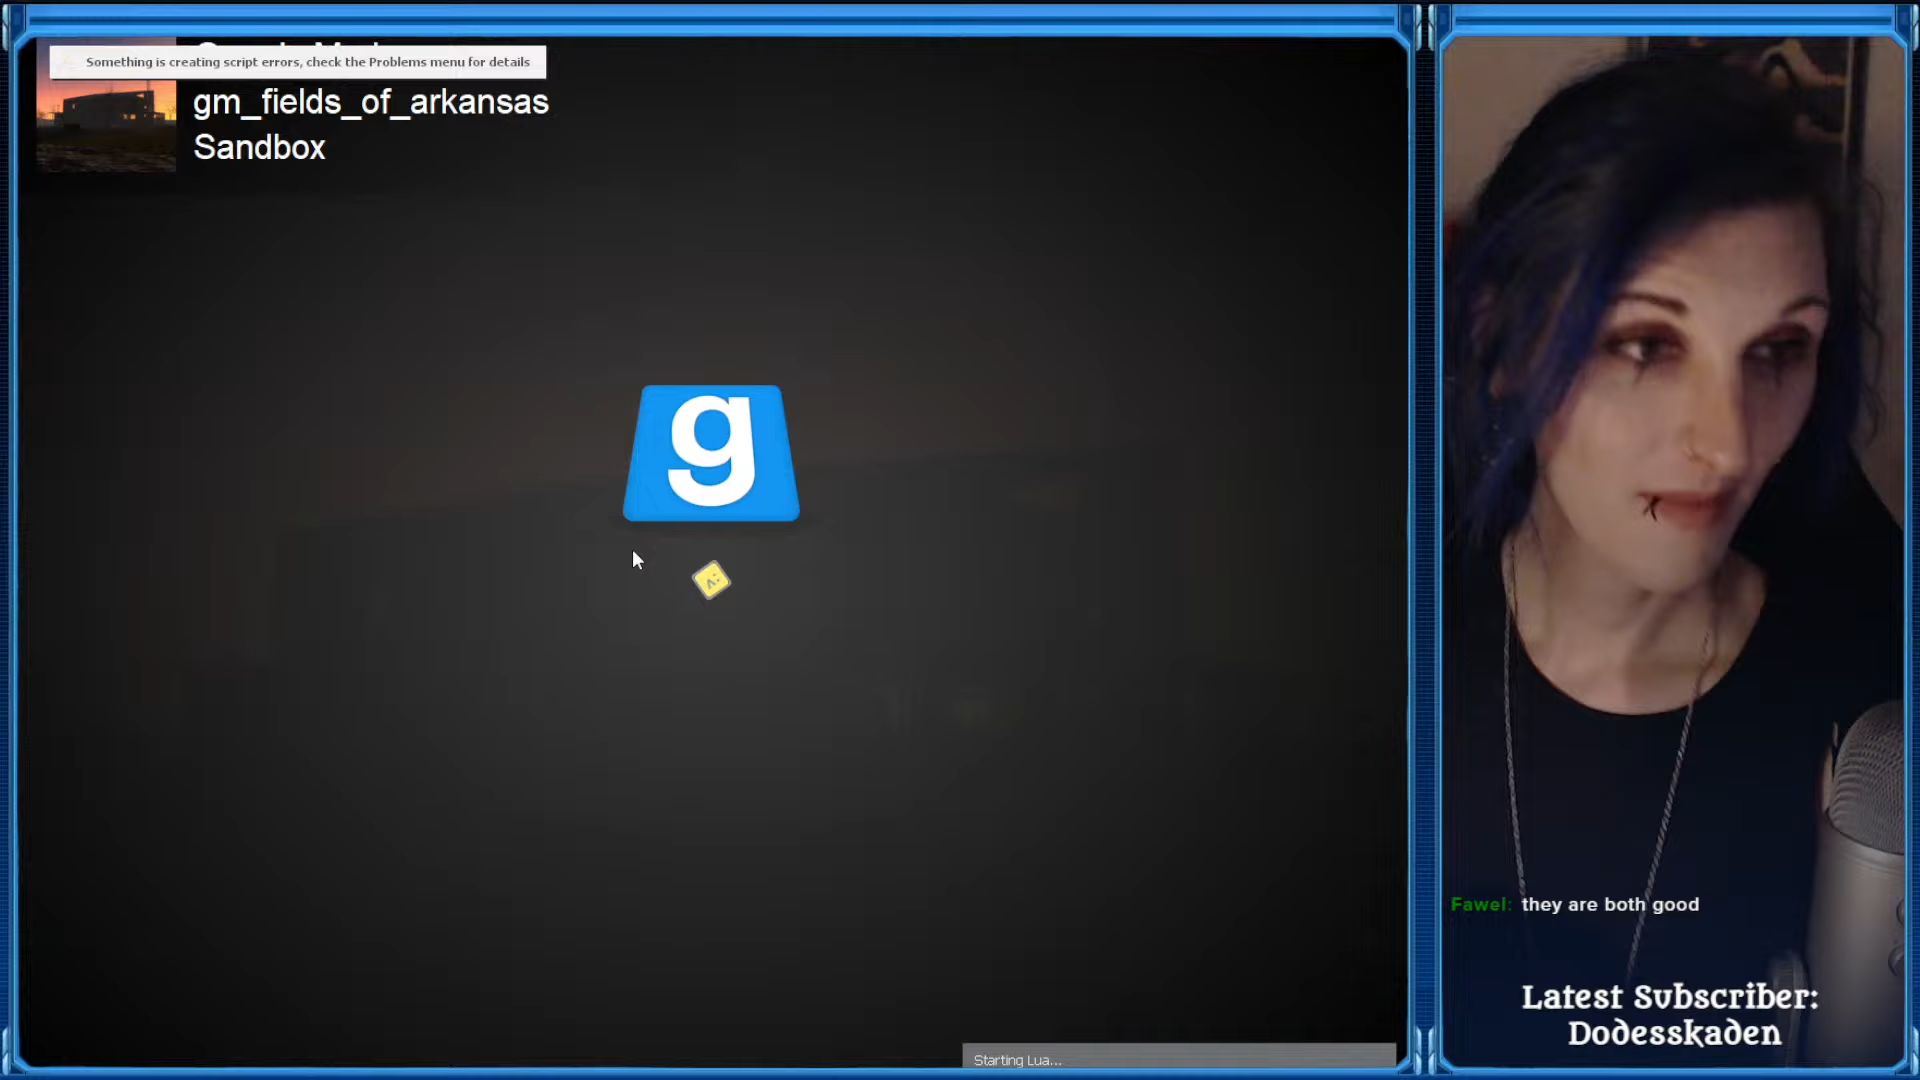 Something is creating script errors, check the Problems menu for details
gm_fields_of_arkansas
Sandbox
g
Starting Lua...
Fawel: they are both good
Latest Subscriber:
Dodesskaden